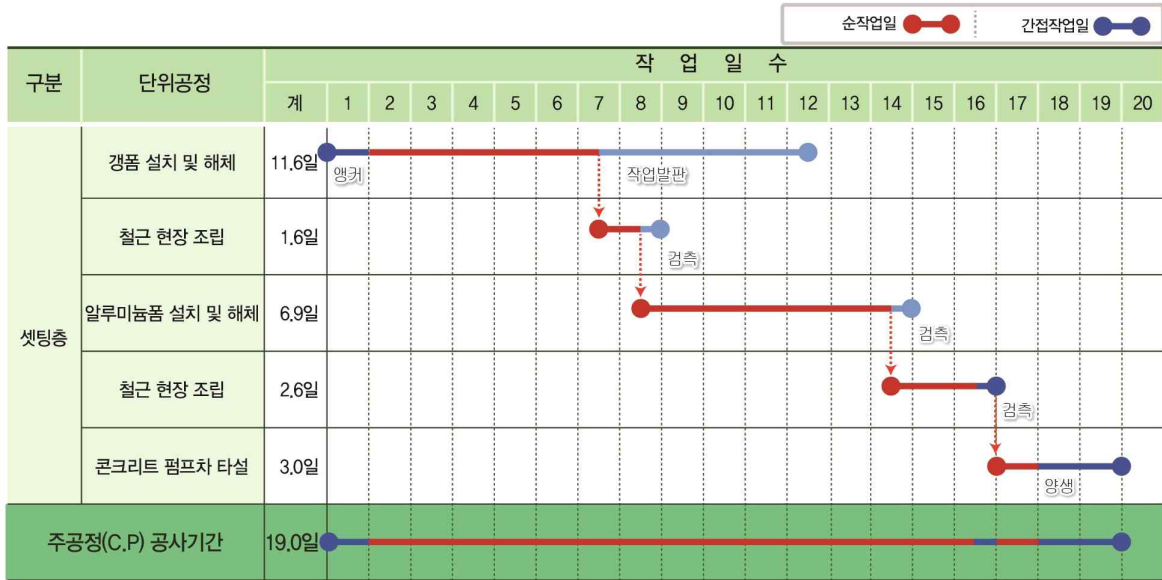 순작업일 간접작업일
구분 단위공정 작 업 일 수
계 1 2 3 4 5 6 7 8 9 10 11 12 13 14 15 16 17 18 19 20
셋팅층
갱폼 설치 및 해체 11.6일 앵커 작업발판
철근 현장 조립 1.6일 검측
알루미늄폼 설치 및 해체 6.9일 검측
철근 현장 조립 2.6일 검측
콘크리트 펌프차 타설 3.0일 양생
주공정(C.P) 공사기간 19.0일